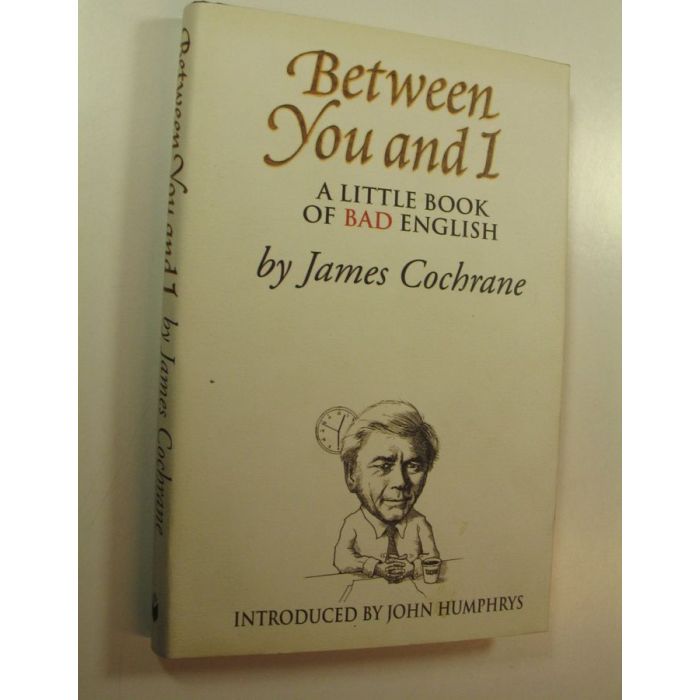 Between
You and I
A LITTLE BOOK
OF BAD ENGLISH
by James Cochrane
INTRODUCED BY JOHN HUMPHRYS
Between You and I by James Cochrane